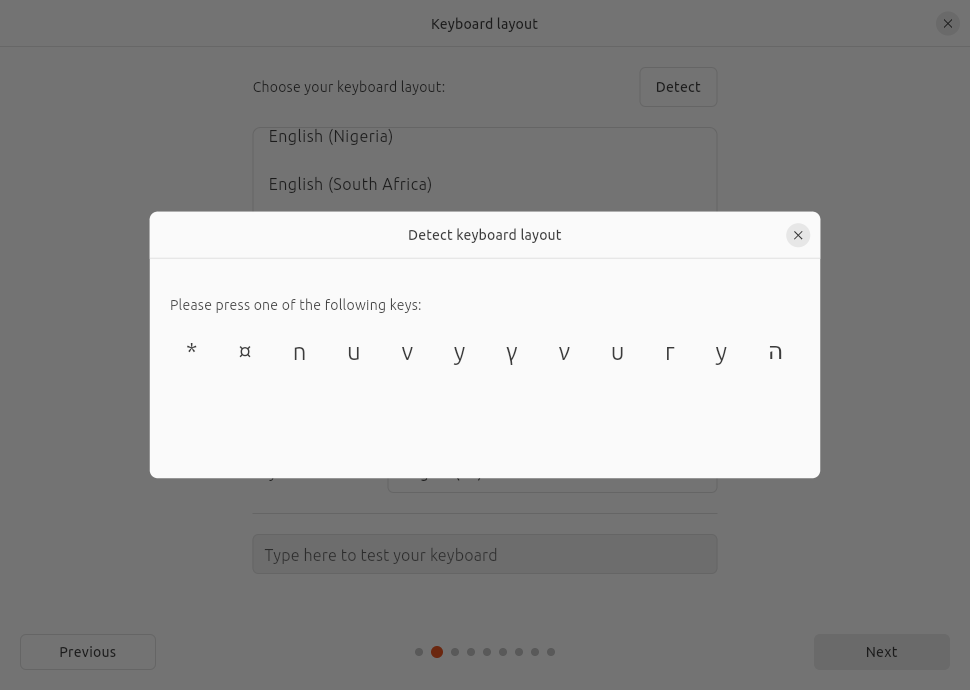 Keyboard layout
Choose your keyboard layout:
Detect
English (Nigeria)
English (South Africa)
Detect keyboard layout
Please press one of the following keys:
* ¤ n u v y γ ν u r y ה
Type here to test your keyboard
Previous
Next